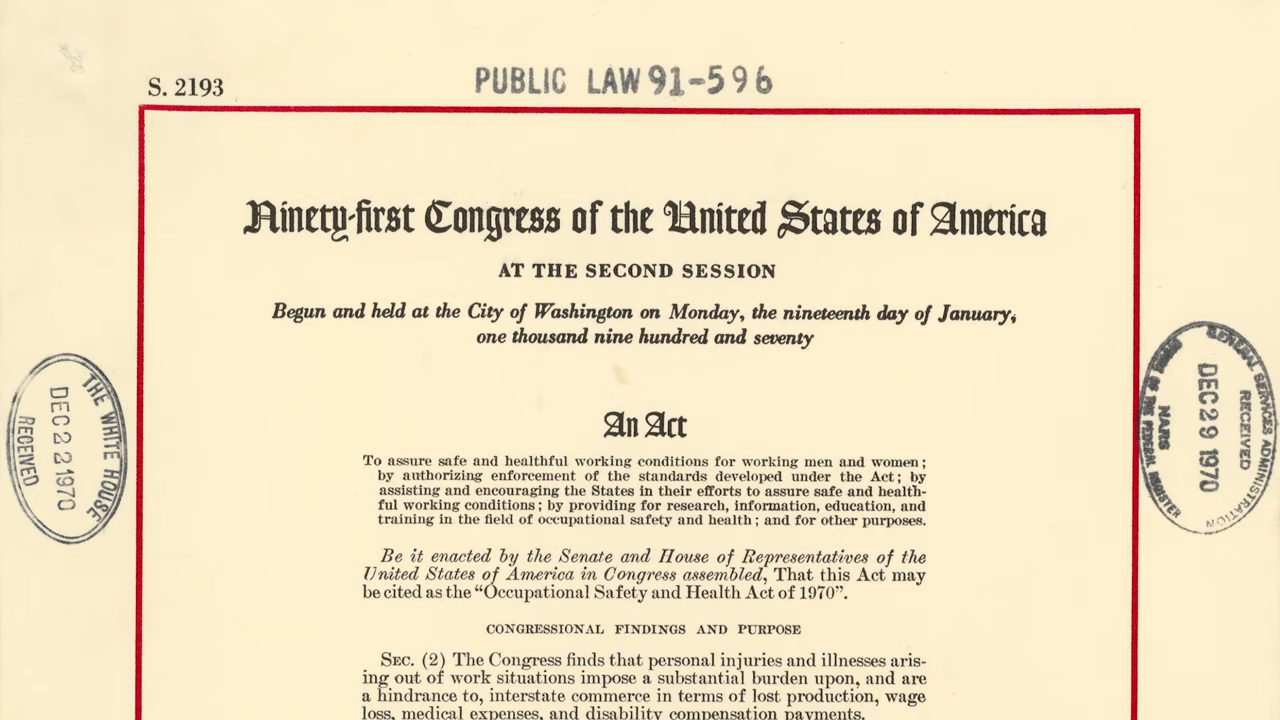 S. 2193
PUBLIC LAW 91-596
Ninety-first Congress of the United States of America
AT THE SECOND SESSION
Begun and held at the City of Washington on Monday, the nineteenth day of January,
one thousand nine hundred and seventy
An Act
To assure safe and healthful working conditions for working men and women;
by authorizing enforcement of the standards developed under the Act; by
assisting and encouraging the States in their efforts to assure safe and health-
ful working conditions; by providing for research, information, education, and
training in the field of occupational safety and health; and for other purposes.
Be it enacted by the Senate and House of Representatives of the
United States of America in Congress assembled, That this Act may
be cited as the “Occupational Safety and Health Act of 1970”.
CONGRESSIONAL FINDINGS AND PURPOSE
SEC. (2) The Congress finds that personal injuries and illnesses aris-
ing out of work situations impose a substantial burden upon, and are
a hindrance to, interstate commerce in terms of lost production, wage
loss, medical expenses, and disability compensation payments.
THE WHITE HOUSE
DEC 22 1970
RECEIVED
GENERAL SERVICES ADMINISTRATION
RECEIVED
DEC 29 1970
NARS
OF THE FEDERAL REGISTER